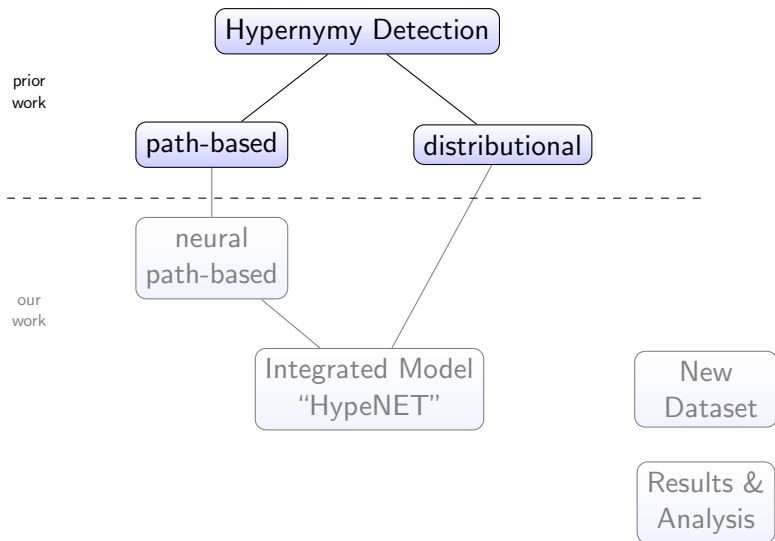 Hypernymy Detection
prior
work
path-based
distributional
neural
path-based
our
work
Integrated Model
“HypeNET”
New
Dataset
Results &
Analysis